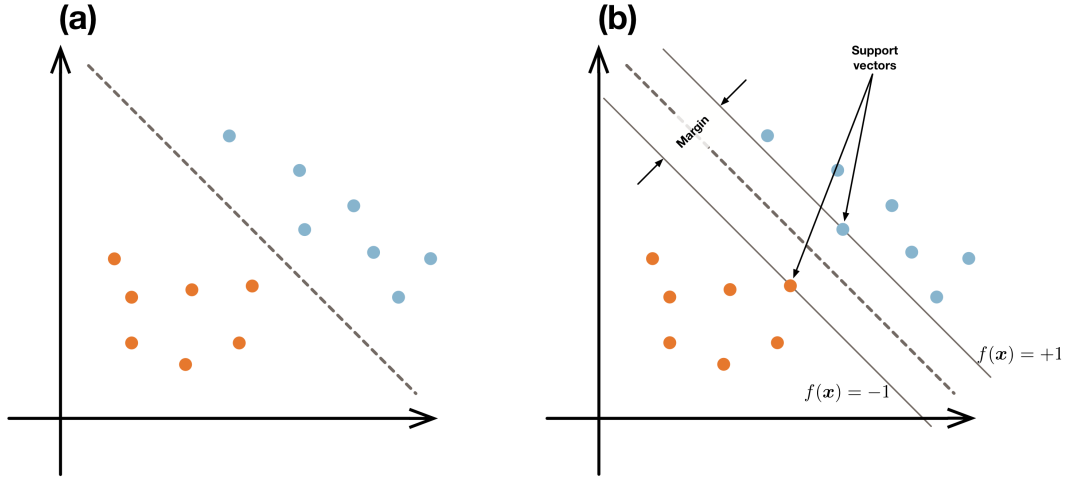 (a)
(b)
Support
vectors
Margin
f(x) = +1
f(x) = −1